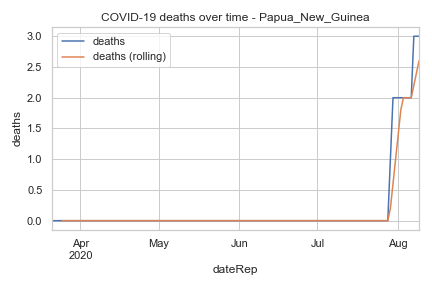 COVID-19 deaths over time - Papua_New_Guinea
deaths
deaths (rolling)
3.0
2.5
2.0
1.5
1.0
0.5
0.0
deaths
Apr
2020
May
Jun
Jul
Aug
dateRep